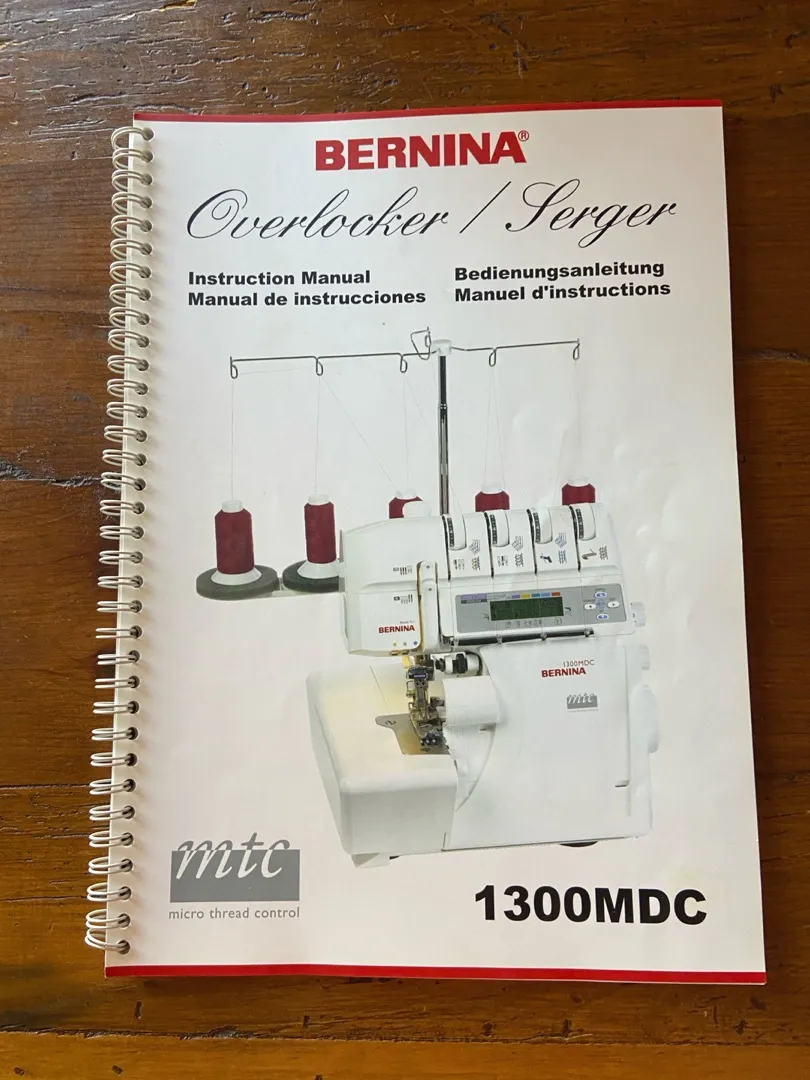 BERNINA®
Overlocker / Serger
Instruction Manual
Manual de instrucciones
Bedienungsanleitung
Manuel d'instructions
BERNINA
1300MDC
BERNINA
mtc
mtc
micro thread control
1300MDC